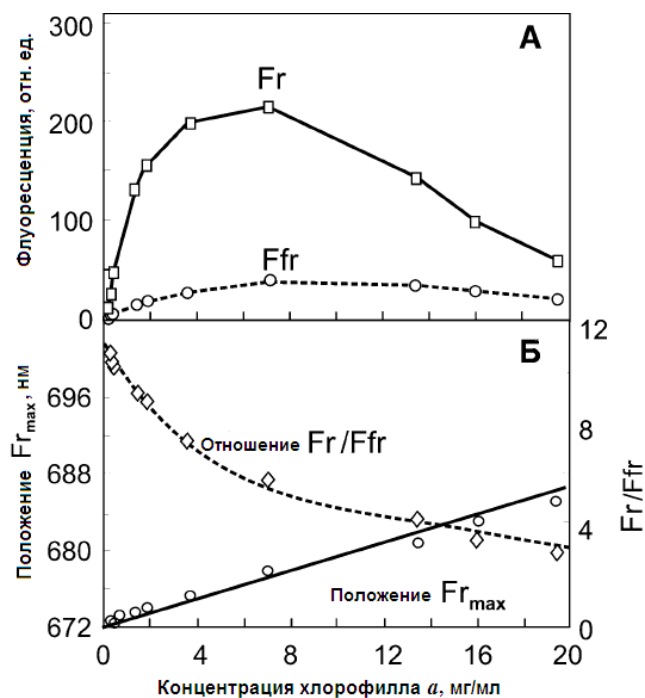 Флуоресценция, отн. ед.
300
200
100
0
А
Fr
Ffr
Положение Frmax, нм
696
688
680
672
Б
12
8
4
0
Fr/Ffr
Отношение Fr/Ffr
Положение Frmax
0 4 8 12 16 20
Концентрация хлорофилла a, мг/мл